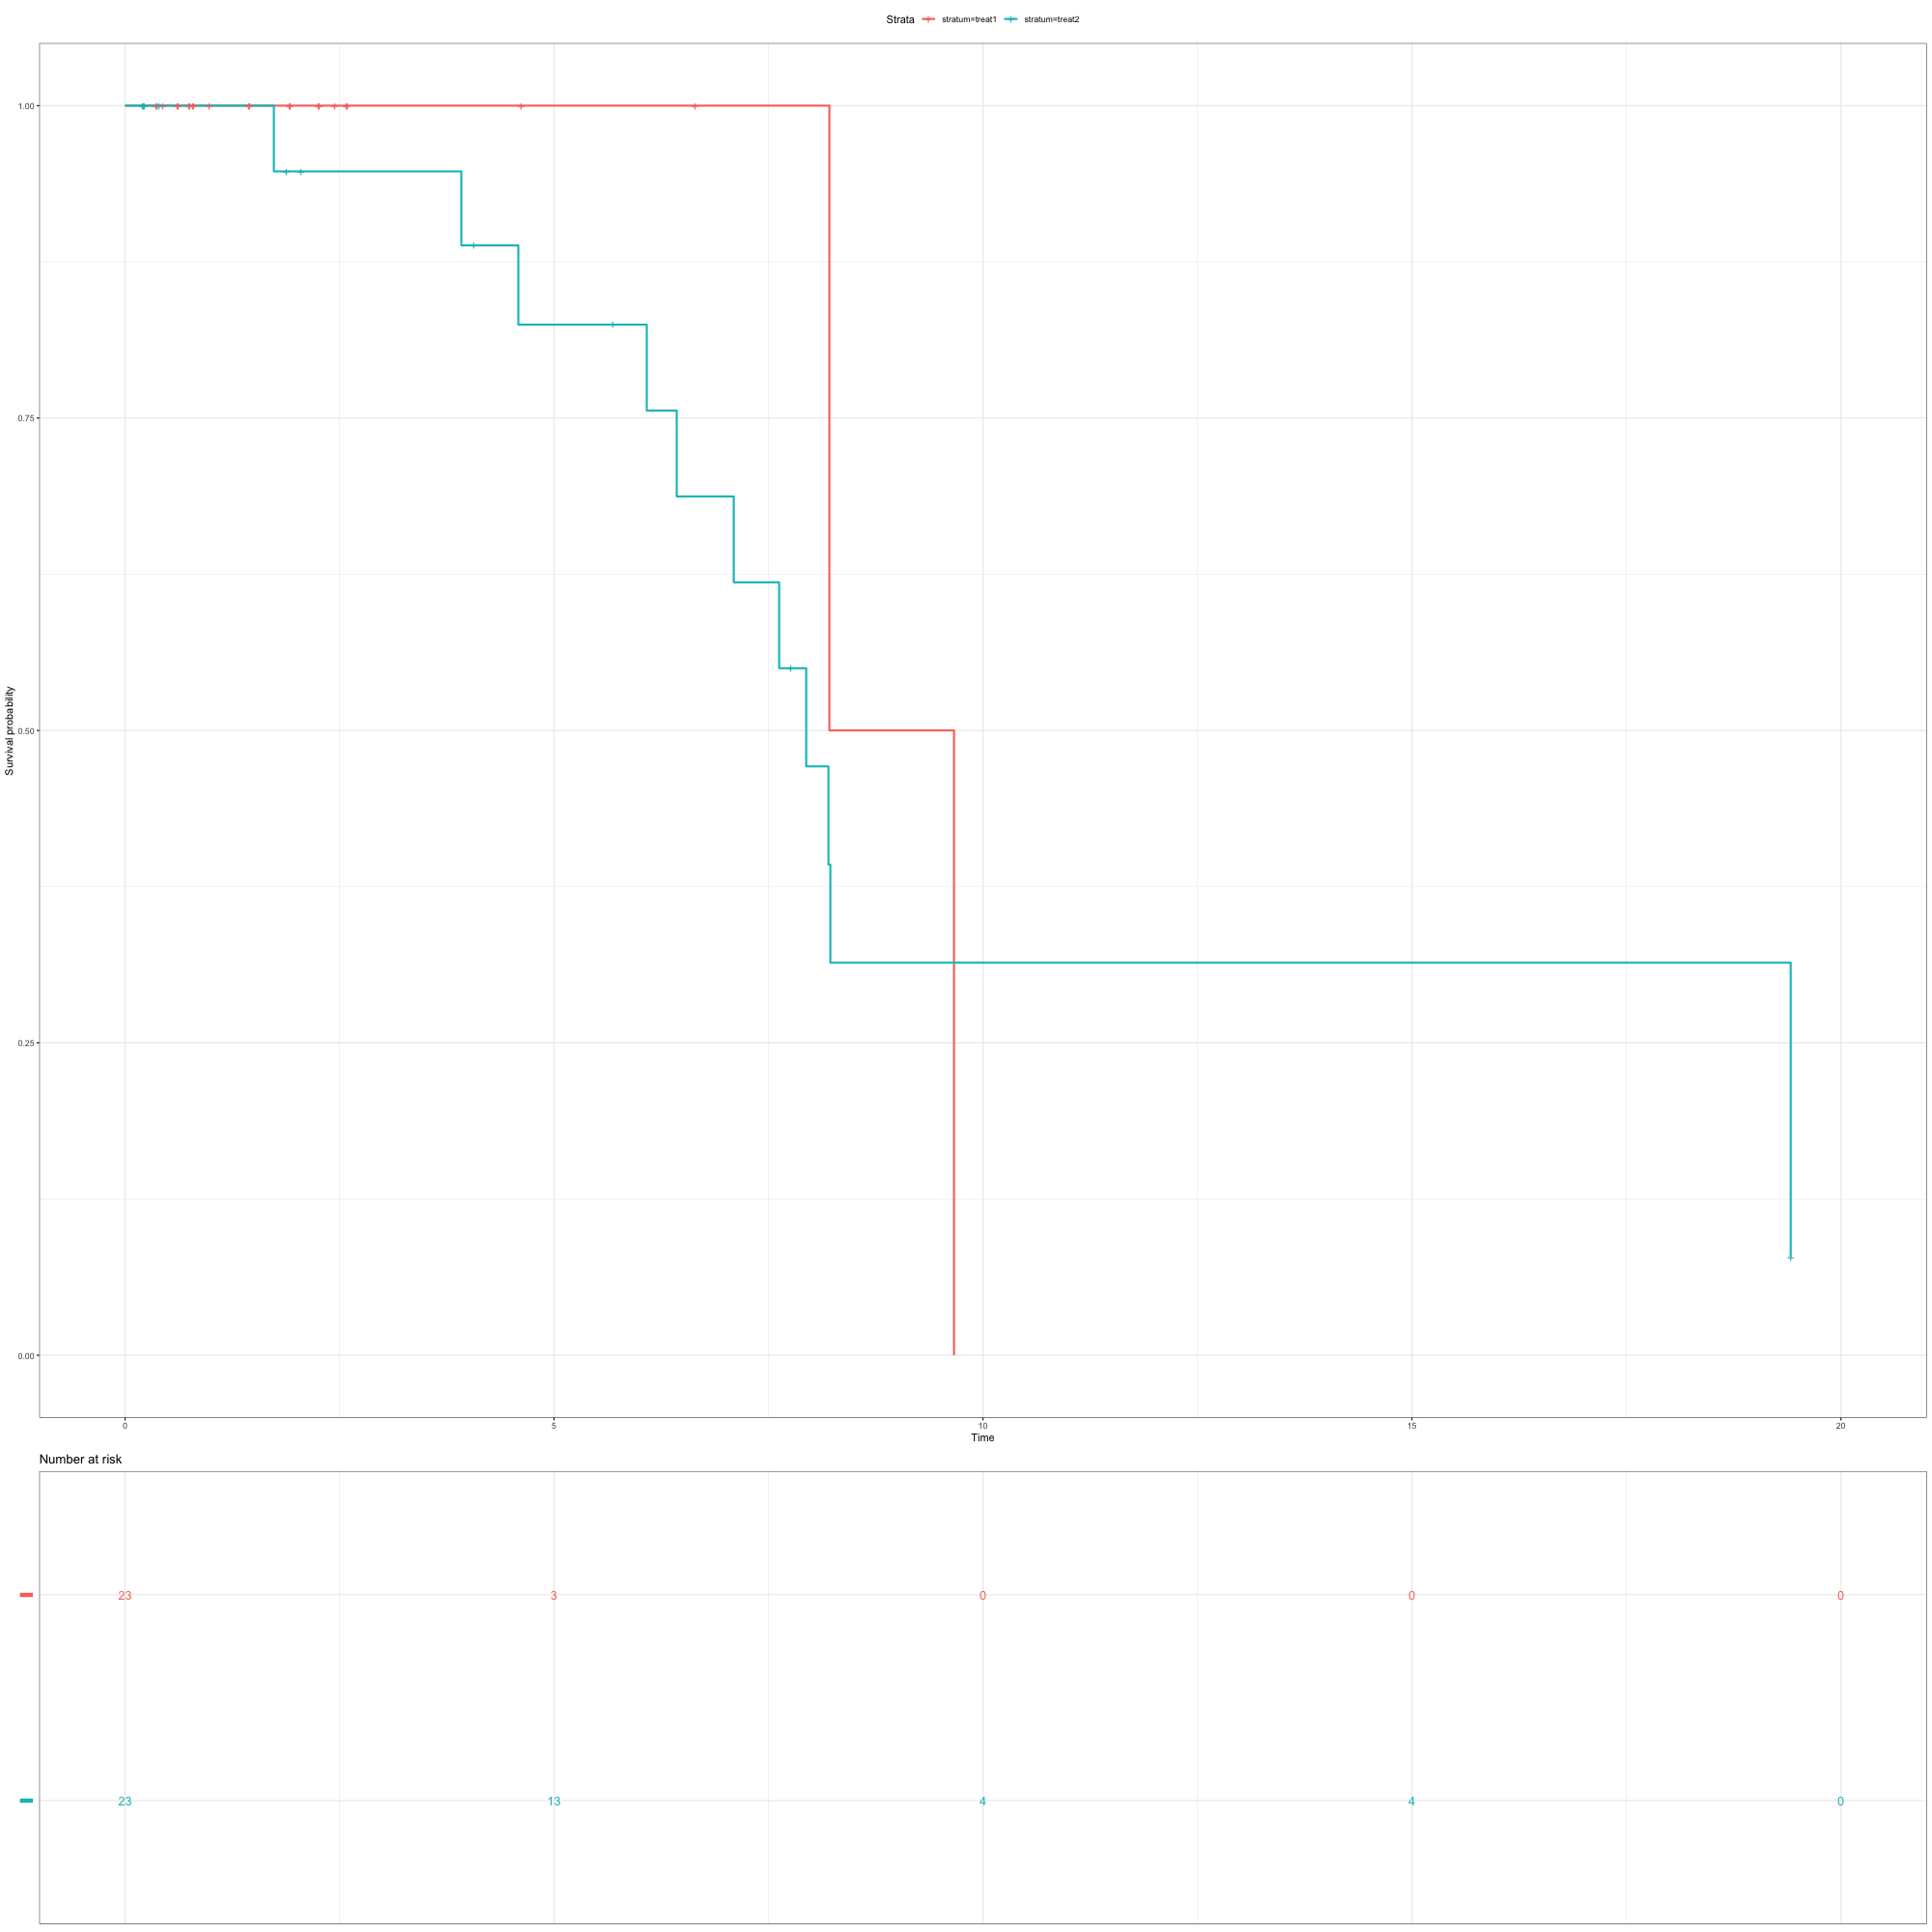 Strata stratum=treat1 stratum=treat2
1.00
0.75
0.50
0.25
0.00
Survival probability
0 5 10 15 20
Time
Number at risk
23 3 0 0 0
23 13 4 4 0